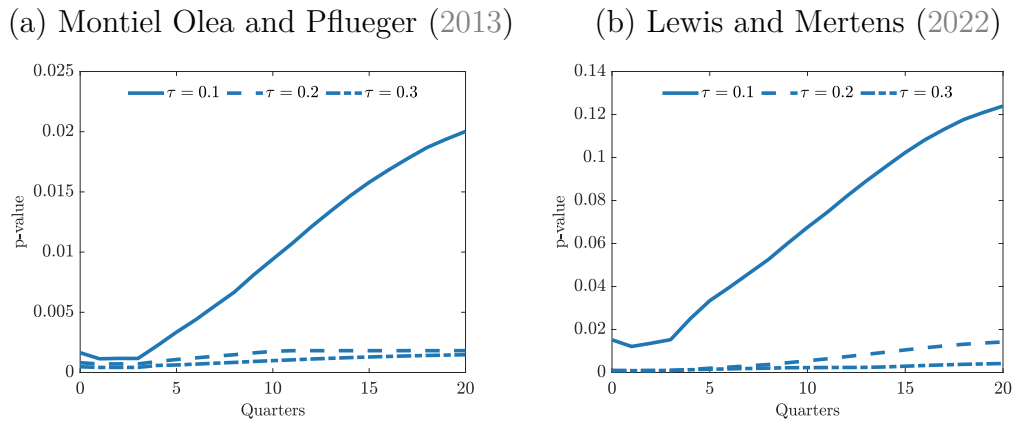 (a) Montiel Olea and Pflueger (2013)
0.025
0.02
0.015
0.01
0.005
0
p-value
τ = 0.1 τ = 0.2 τ = 0.3
0 5 10 15 20
Quarters
(b) Lewis and Mertens (2022)
0.14
0.12
0.1
0.08
0.06
0.04
0.02
0
p-value
τ = 0.1 τ = 0.2 τ = 0.3
0 5 10 15 20
Quarters